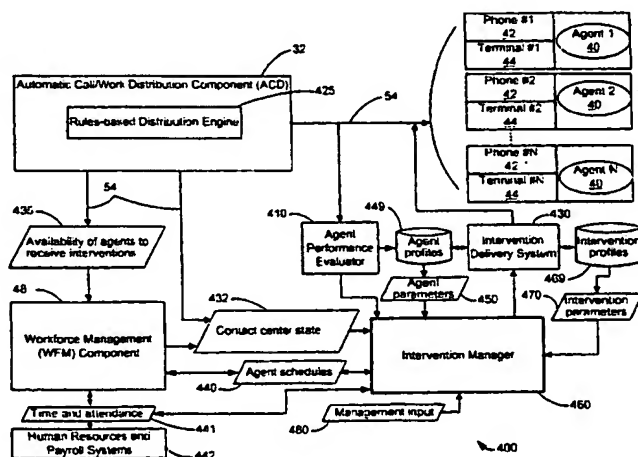 32
Automatic Call/Work Distribution Component (ACD)
425
Rules-based Distribution Engine
54
Phone #1
42
Terminal #1
44
Agent 1
40
Phone #2
42
Terminal #2
44
Agent 2
40
Phone #N
42
Terminal #N
44
Agent N
40
54
436
Availability of agents to
receive interventions
410
Agent
Performance
Evaluator
449
Agent
profiles
430
Intervention
Delivery System
Intervention
profiles
469
Agent
parameters
450
470
Intervention
parameters
48
Workforce Management
(WFM) Component
432
Contact center
state
Intervention Manager
Agent schedules
440
460
Time and attendance
441
Management input
480
Human Resources and
Payroll Systems
442
400